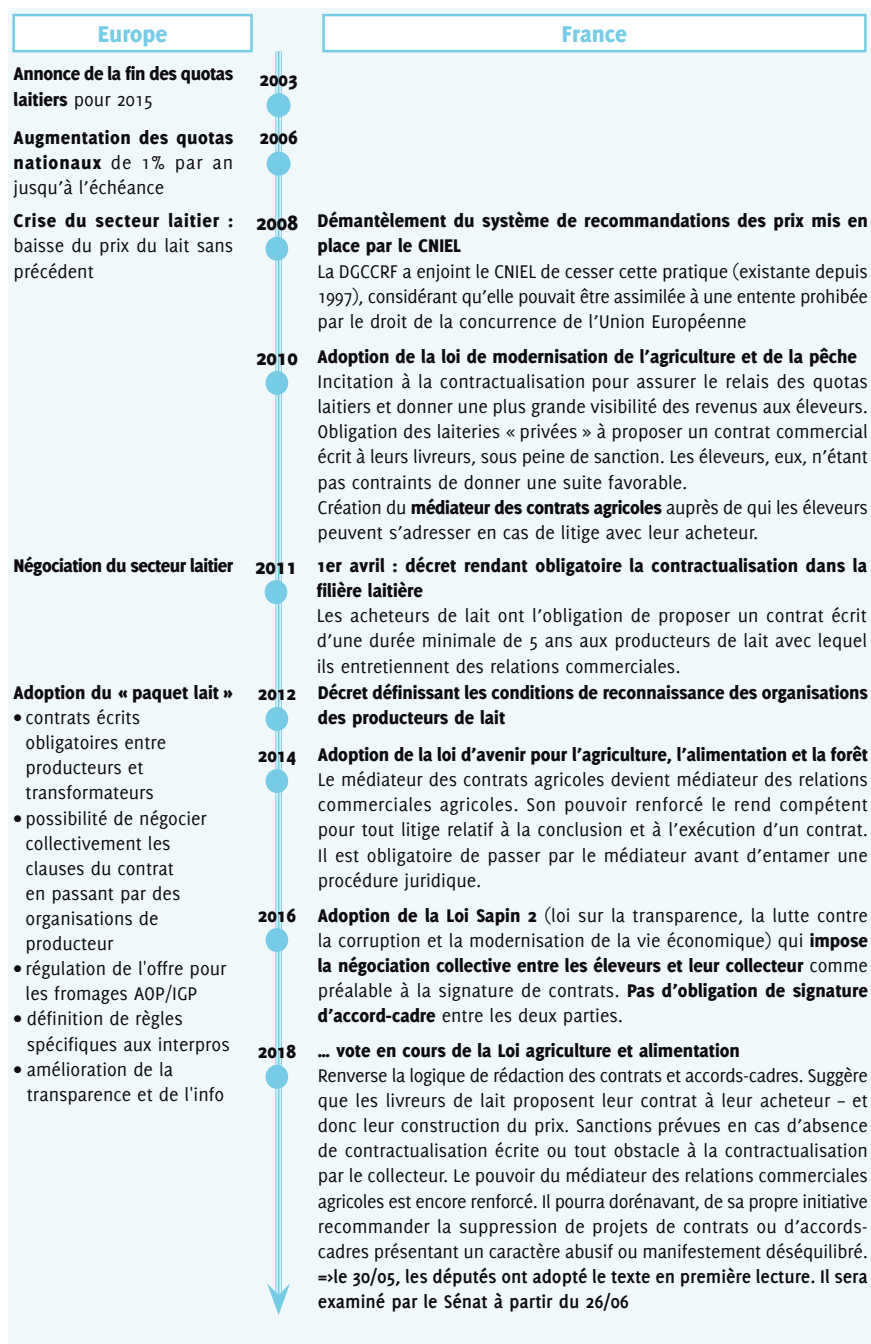 Europe
France
Annonce de la fin des quotas
laitiers pour 2015
2003
Augmentation des quotas
nationaux de 1% par an
jusqu'à l'échéance
2006
Crise du secteur laitier :
baisse du prix du lait sans
précédent
2008
Démantèlement du système de recommandations des prix mis en
place par le CNIEL
La DGCCRF a enjoint le CNIEL de cesser cette pratique (existante depuis
1997), considérant qu'elle pouvait être assimilée à une entente prohibée
par le droit de la concurrence de l'Union Européenne
2010
Adoption de la loi de modernisation de l'agriculture et de la pêche
Incitation à la contractualisation pour assurer le relais des quotas
laitiers et donner une plus grande visibilité des revenus aux éleveurs.
Obligation des laiteries « privées » à proposer un contrat commercial
écrit à leurs livreurs, sous peine de sanction. Les éleveurs, eux, n'étant
pas contraints de donner une suite favorable.
Création du médiateur des contrats agricoles auprès de qui les éleveurs
peuvent s'adresser en cas de litige avec leur acheteur.
Négociation du secteur laitier
2011
1er avril : décret rendant obligatoire la contractualisation dans la
filière laitière
Les acheteurs de lait ont l'obligation de proposer un contrat écrit
d'une durée minimale de 5 ans aux producteurs de lait avec lequel
ils entretiennent des relations commerciales.
Adoption du « paquet lait »
• contrats écrits
obligatoires entre
producteurs et
transformateurs
• possibilité de négocier
collectivement les
clauses du contrat
en passant par des
organisations de
producteur
• régulation de l'offre pour
les fromages AOP/IGP
• définition de règles
spécifiques aux interpros
• amélioration de la
transparence et de l'info
2012
Décret définissant les conditions de reconnaissance des organisations
des producteurs de lait
2014
Adoption de la loi d'avenir pour l'agriculture, l'alimentation et la forêt
Le médiateur des contrats agricoles devient médiateur des relations
commerciales agricoles. Son pouvoir renforcé le rend compétent
pour tout litige relatif à la conclusion et à l'exécution d'un contrat.
Il est obligatoire de passer par le médiateur avant d'entamer une
procédure juridique.
2016
Adoption de la Loi Sapin 2 (loi sur la transparence, la lutte contre
la corruption et la modernisation de la vie économique) qui impose
la négociation collective entre les éleveurs et leur collecteur comme
préalable à la signature de contrats. Pas d'obligation de signature
d'accord-cadre entre les deux parties.
2018
... vote en cours de la Loi agriculture et alimentation
Renverse la logique de rédaction des contrats et accords-cadres. Suggère
que les livreurs de lait proposent leur contrat à leur acheteur – et
donc leur construction du prix. Sanctions prévues en cas d'absence
de contractualisation écrite ou tout obstacle à la contractualisation
par le collecteur. Le pouvoir du médiateur des relations commerciales
agricoles est encore renforcé. Il pourra dorénavant, de sa propre initiative
recommander la suppression de projets de contrats ou d'accords-
cadres présentant un caractère abusif ou manifestement déséquilibré.
=>le 30/05, les députés ont adopté le texte en première lecture. Il sera
examiné par le Sénat à partir du 26/06